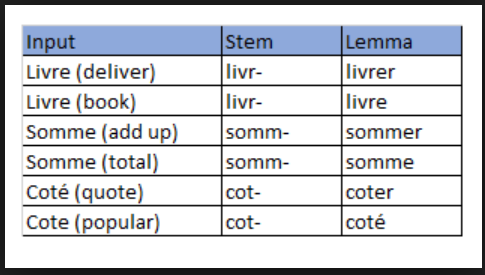 Input Stem Lemma
Livre (deliver) livr- livrer
Livre (book) livr- livre
Somme (add up) somm- sommer
Somme (total) somm- somme
Coté (quote) cot- coter
Cote (popular) cot- coté